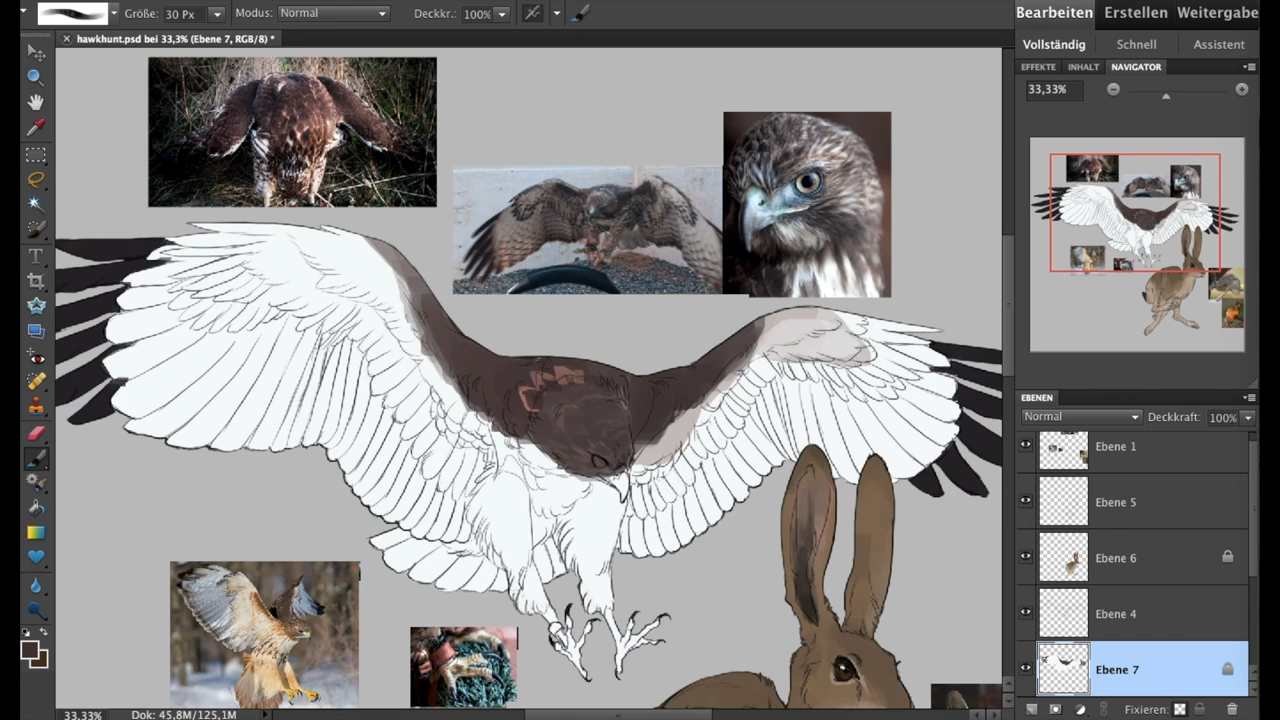 Größe: 30 Px Modus: Normal Deckkr.: 100%
Bearbeiten Erstellen Weitergabe
hawkhunt.psd bei 33,3% (Ebene 7, RGB/8) *
Vollständig Schnell Assistent
EFFEKTE INHALT NAVIGATOR
33,33%
EBENEN
Normal Deckkraft: 100%
Ebene 1
Ebene 5
Ebene 6
Ebene 4
Ebene 7
Fixieren:
33,33% Dok: 45,8M/125,1M